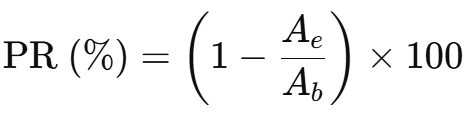 PR (%) = (1 − A_e/A_b) × 100